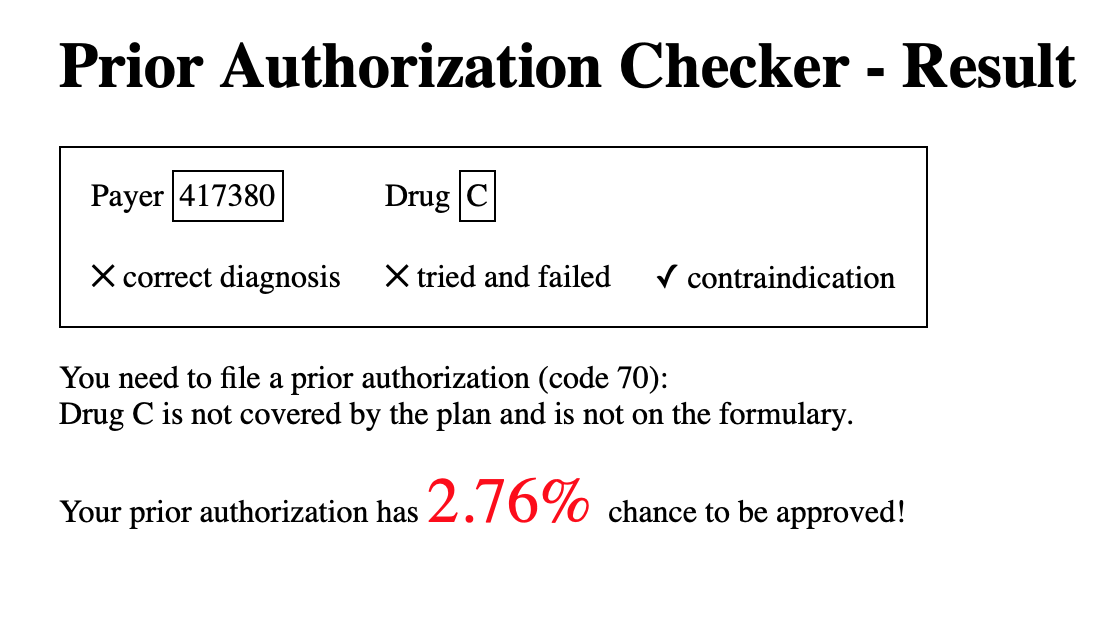 Prior Authorization Checker - Result
Payer 417380 Drug C
✕ correct diagnosis ✕ tried and failed ✓ contraindication
You need to file a prior authorization (code 70):
Drug C is not covered by the plan and is not on the formulary.
Your prior authorization has 2.76% chance to be approved!